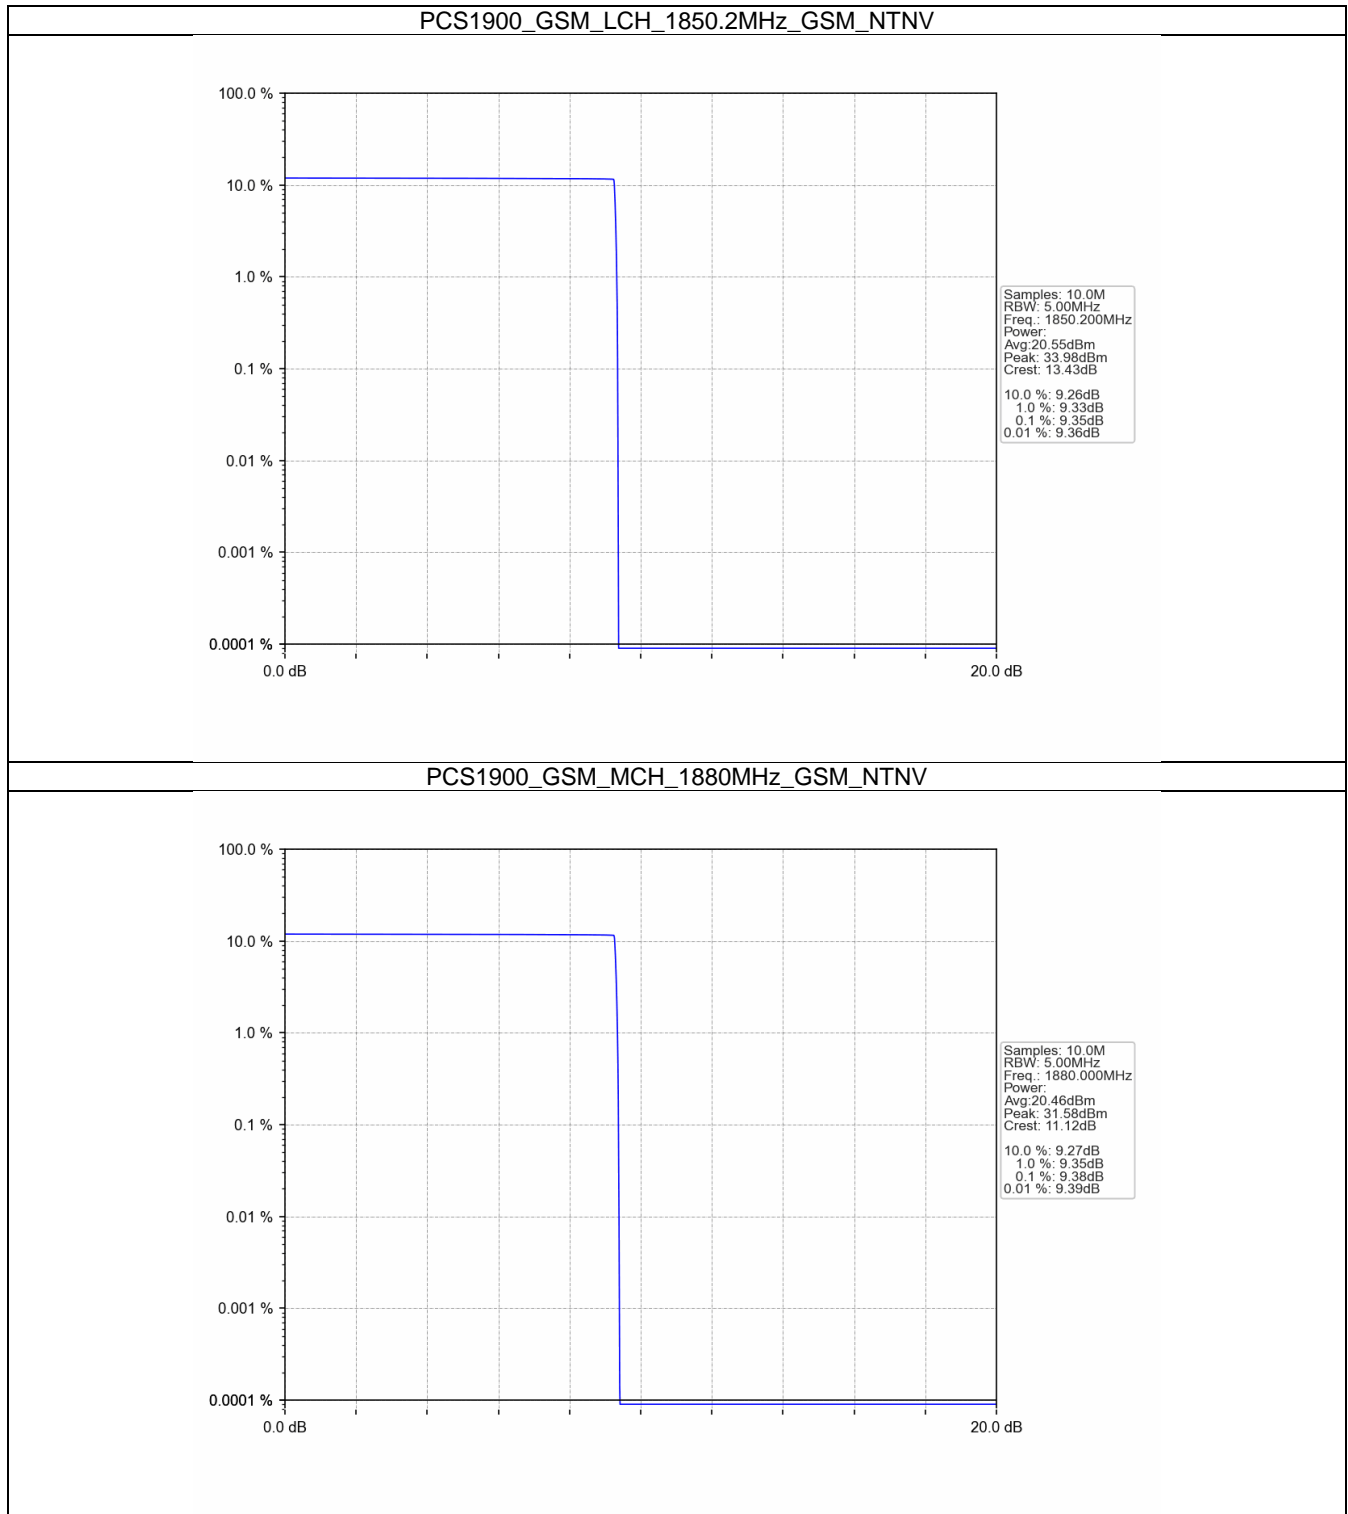 PCS1900_GSM_LCH_1850.2MHz_GSM_NTNV
100.0 %
10.0 %
1.0 %
0.1 %
0.01 %
0.001 %
0.0001 %
0.0 dB
20.0 dB
Samples: 10.0M
RBW: 5.00MHz
Freq.: 1850.200MHz
Power:
Avg:20.55dBm
Peak: 33.98dBm
Crest: 13.43dB
10.0 %: 9.26dB
1.0 %: 9.33dB
0.1 %: 9.35dB
0.01 %: 9.36dB
PCS1900_GSM_MCH_1880MHz_GSM_NTNV
100.0 %
10.0 %
1.0 %
0.1 %
0.01 %
0.001 %
0.0001 %
0.0 dB
20.0 dB
Samples: 10.0M
RBW: 5.00MHz
Freq.: 1880.000MHz
Power:
Avg:20.46dBm
Peak: 31.58dBm
Crest: 11.12dB
10.0 %: 9.27dB
1.0 %: 9.35dB
0.1 %: 9.38dB
0.01 %: 9.39dB